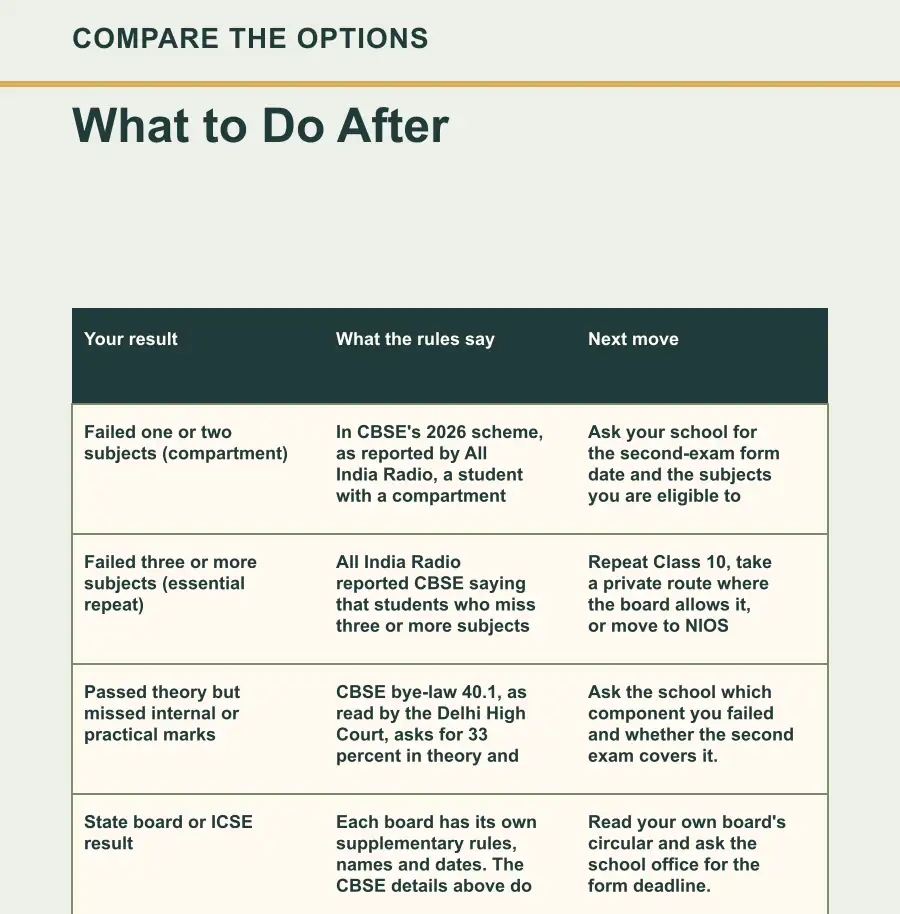 COMPARE THE OPTIONS
What to Do After
Your result
What the rules say
Next move
Failed one or two
subjects (compartment)
In CBSE's 2026 scheme,
as reported by All
India Radio, a student
with a compartment
Ask your school for
the second-exam form
date and the subjects
you are eligible to
Failed three or more
subjects (essential
repeat)
All India Radio
reported CBSE saying
that students who miss
three or more subjects
Repeat Class 10, take
a private route where
the board allows it,
or move to NIOS
Passed theory but
missed internal or
practical marks
CBSE bye-law 40.1, as
read by the Delhi High
Court, asks for 33
percent in theory and
Ask the school which
component you failed
and whether the second
exam covers it.
State board or ICSE
result
Each board has its own
supplementary rules,
names and dates. The
CBSE details above do
Read your own board's
circular and ask the
school office for the
form deadline.